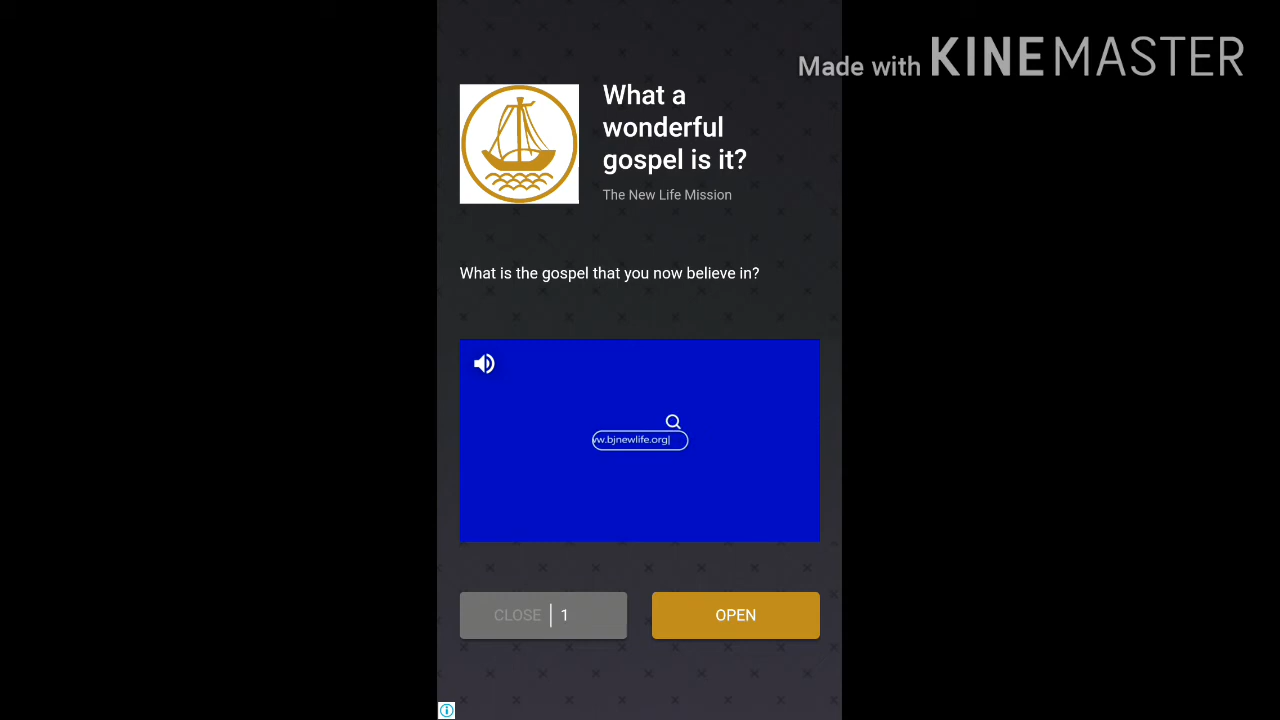 Made with KINEMASTER
What a
wonderful
gospel is it?
The New Life Mission
What is the gospel that you now believe in?
w.bjnewlife.org|
CLOSE | 1
OPEN